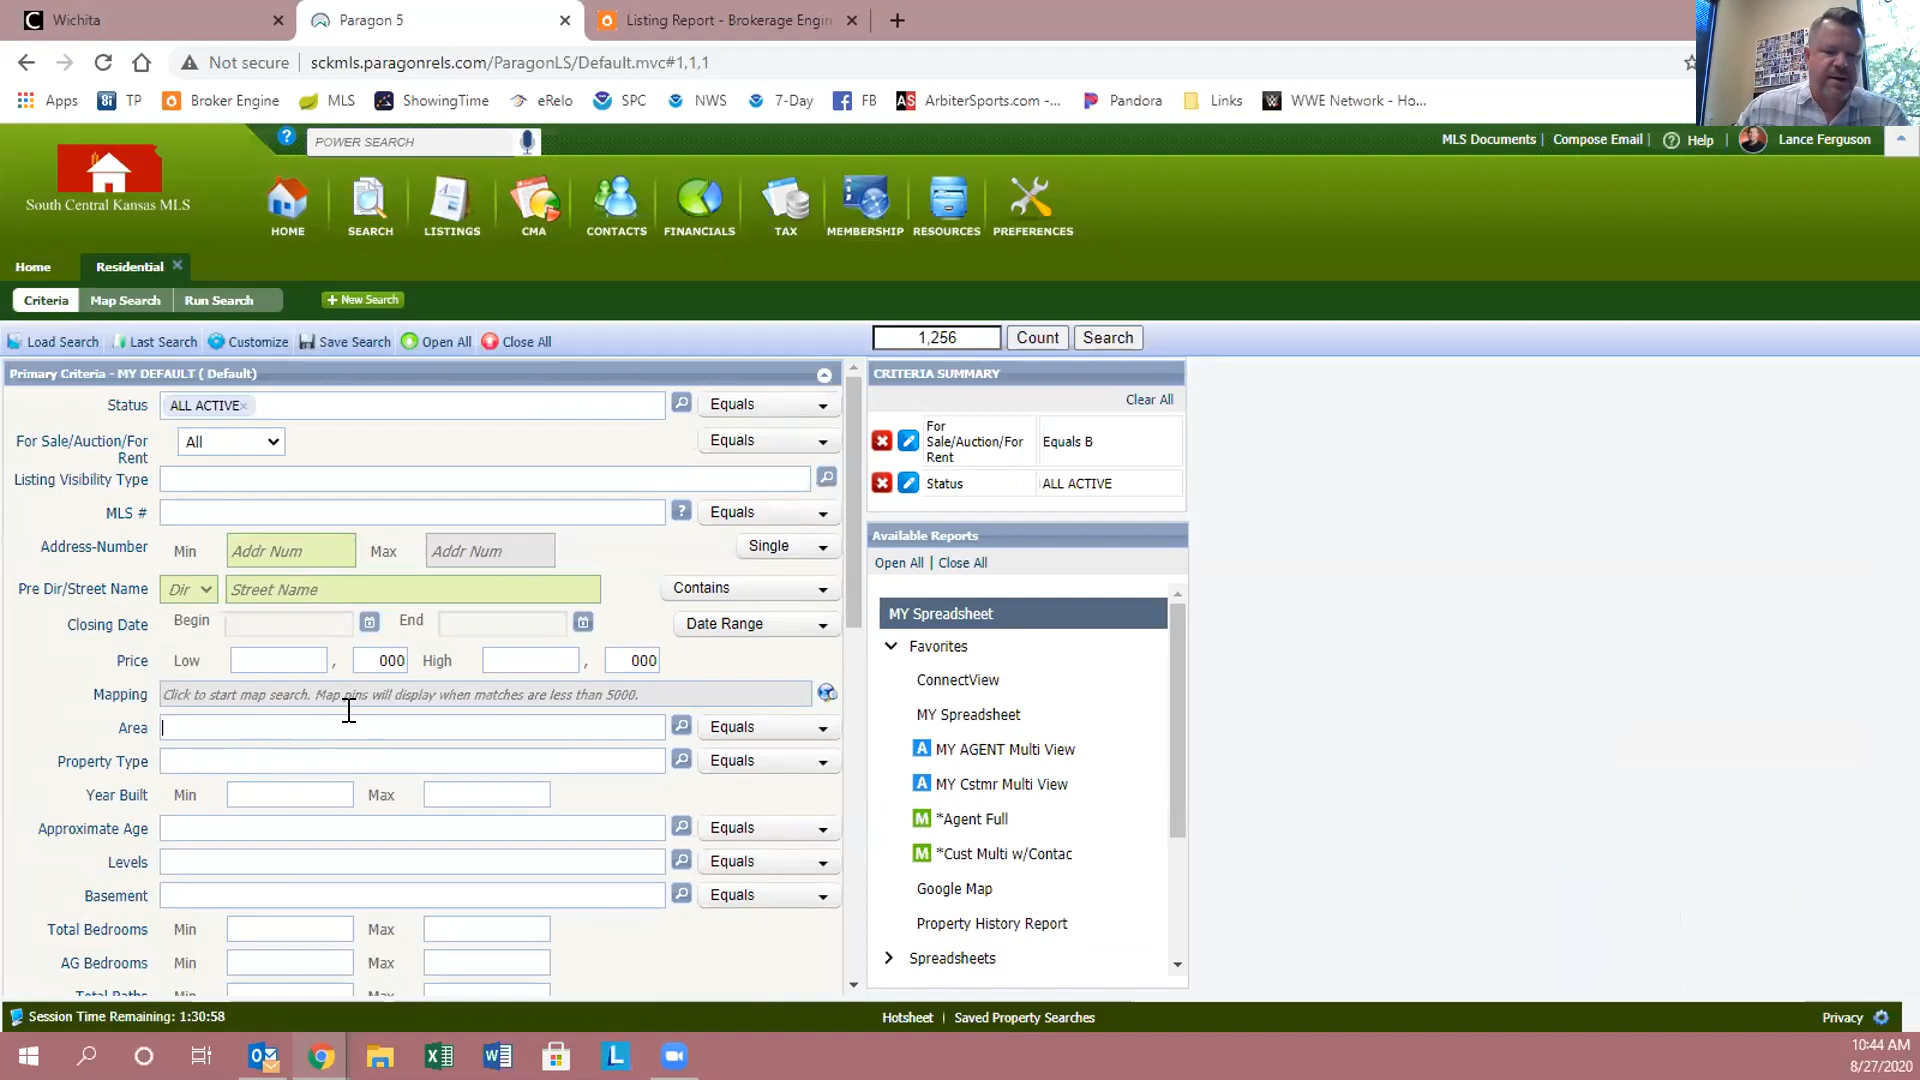 Wichita
Paragon 5
Listing Report - Brokerage Engin
Not secure
sckmls.paragonrels.com/ParagonLS/Default.mvc#1,1,1
Apps
8i TP
Broker Engine
MLS
ShowingTime
eRelo
SPC
NWS
7-Day
FB
AS ArbiterSports.com -...
Pandora
Links
WWE Network - Ho...
? POWER SEARCH
MLS Documents | Compose Email | ? Help | Lance Ferguson
South Central Kansas MLS
HOME
SEARCH
LISTINGS
CMA
CONTACTS
FINANCIALS
TAX
MEMBERSHIP
RESOURCES
PREFERENCES
Home
Residential
Criteria
Map Search
Run Search
+ New Search
Load Search
Last Search
Customize
Save Search
Open All
Close All
1,256
Count
Search
Primary Criteria - MY DEFAULT ( Default)
Status ALL ACTIVE× Equals
For Sale/Auction/For
Rent
All Equals
Listing Visibility Type
MLS # ? Equals
Address-Number Min Addr Num Max Addr Num Single
Pre Dir/Street Name Dir Street Name Contains
Closing Date Begin End Date Range
Price Low , 000 High , 000
Mapping Click to start map search. Map pins will display when matches are less than 5000.
Area Equals
Property Type Equals
Year Built Min Max
Approximate Age Equals
Levels Equals
Basement Equals
Total Bedrooms Min Max
AG Bedrooms Min Max
Total Baths Min Max
CRITERIA SUMMARY
Clear All
For
Sale/Auction/For
Rent
Equals B
Status ALL ACTIVE
Available Reports
Open All | Close All
MY Spreadsheet
Favorites
ConnectView
MY Spreadsheet
A MY AGENT Multi View
A MY Cstmr Multi View
M *Agent Full
M *Cust Multi w/Contac
Google Map
Property History Report
Spreadsheets
Session Time Remaining: 1:30:58
Hotsheet | Saved Property Searches
Privacy
10:44 AM
8/27/2020